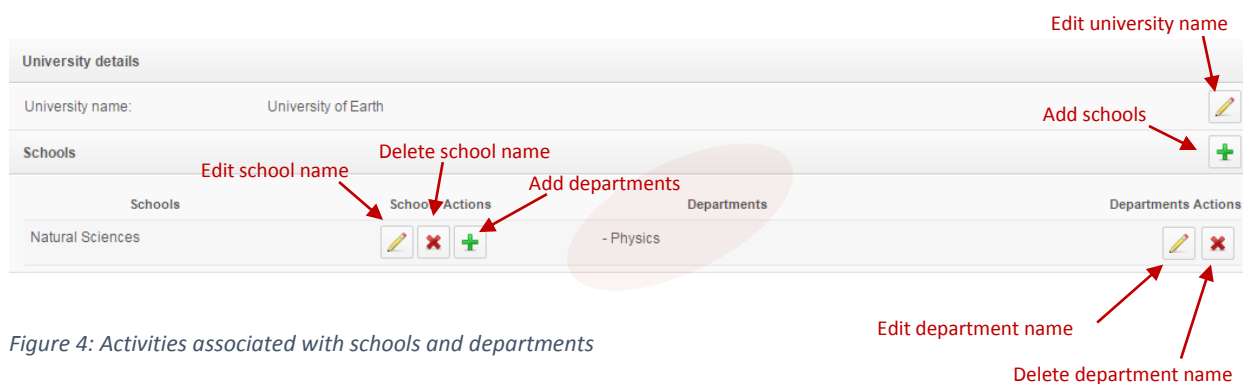 Edit university name
University details
University name: University of Earth
Add schools
Schools
Delete school name
Edit school name
Add departments
Schools School Actions Departments Departments Actions
Natural Sciences - Physics
Edit department name
Figure 4: Activities associated with schools and departments
Delete department name